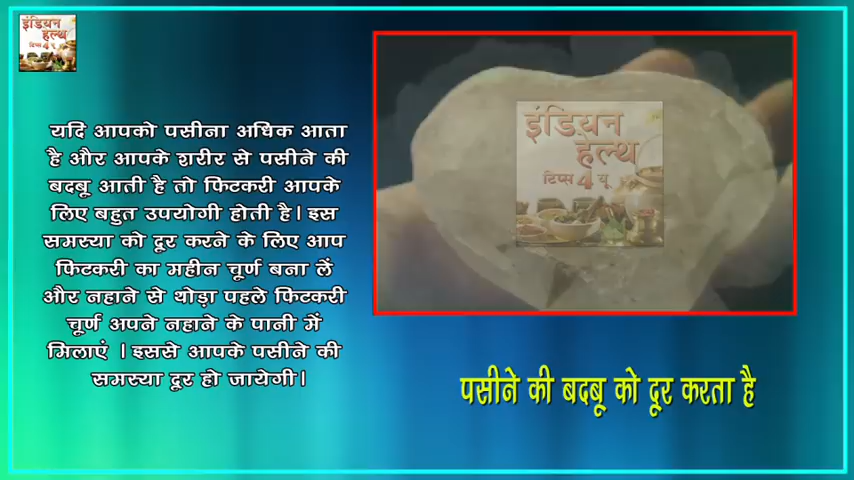 इंडियन
हेल्थ
टिप्स 4 यू
यदि आपको पसीना अधिक आता
है और आपके शरीर से पसीने की
बदबू आती है तो फिटकरी आपके
लिए बहुत उपयोगी होती है। इस
समस्या को दूर करने के लिए आप
फिटकरी का महीन चूर्ण बना लें
और नहाने से थोड़ा पहले फिटकरी
चूर्ण अपने नहाने के पानी में
मिलाएं । इससे आपके पसीने की
समस्या दूर हो जायेगी।
इंडियन
हेल्थ
टिप्स 4 यू
पसीने की बदबू को दूर करता है